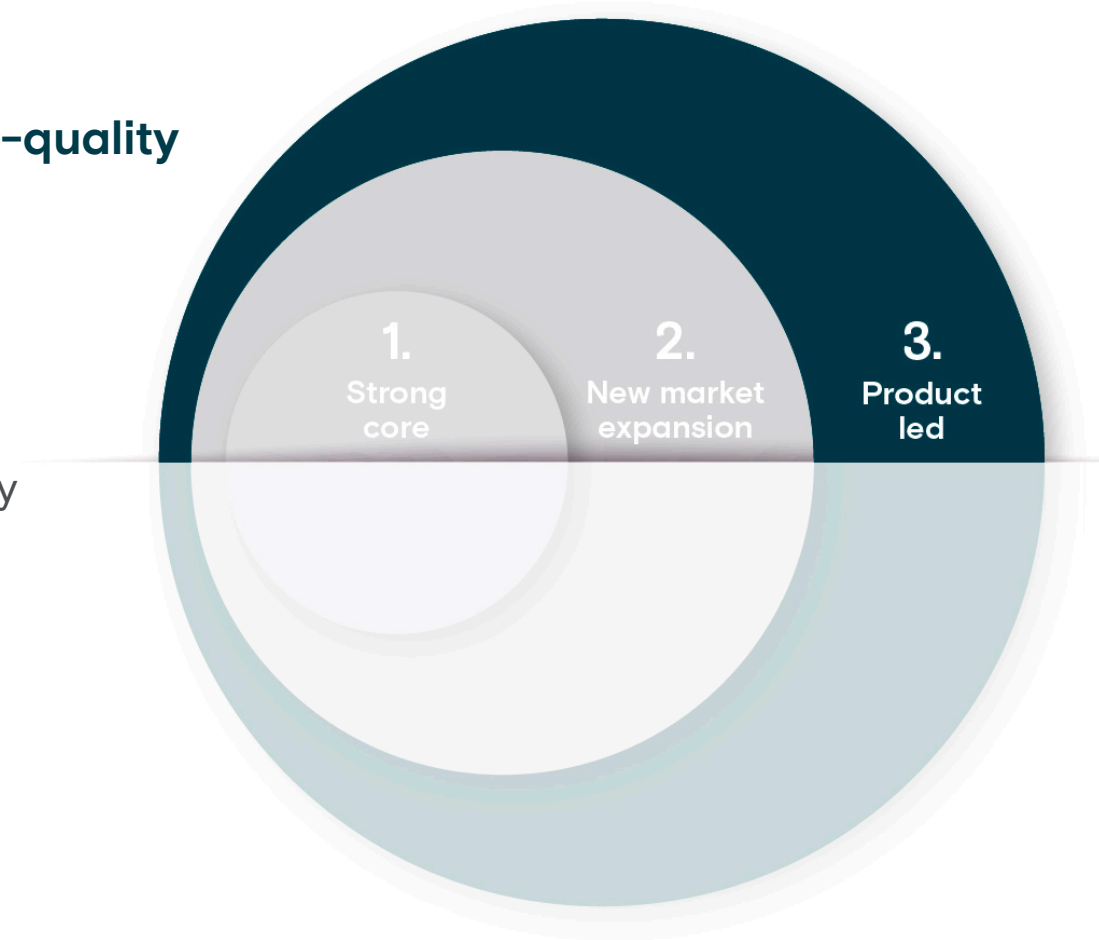 -quality
1.
Strong
core
2.
New market
expansion
3.
Product
led
y